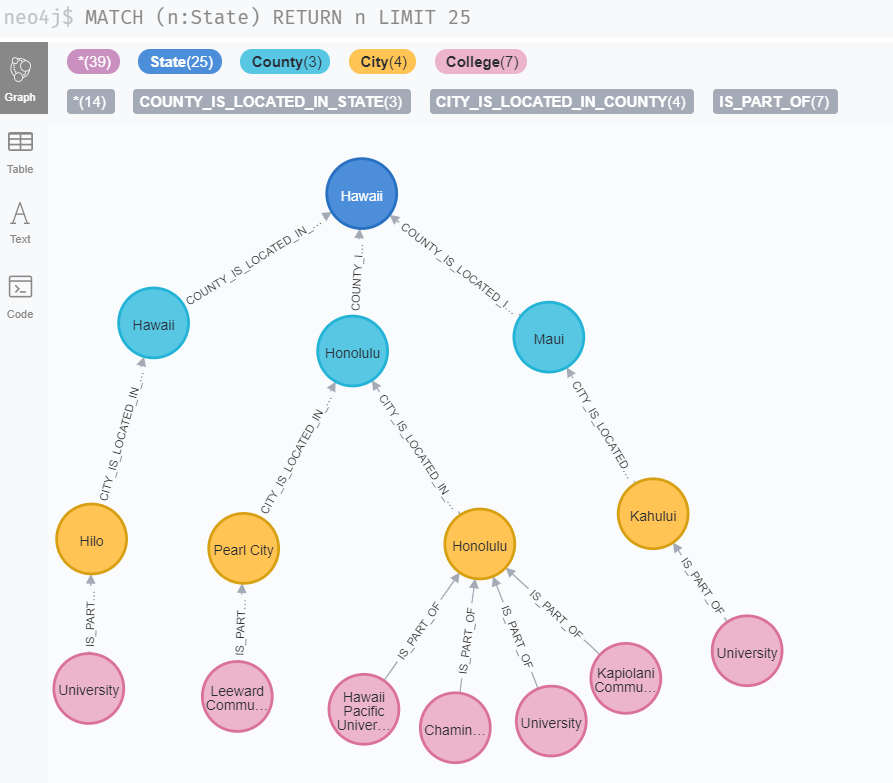 neo4j$ MATCH (n:State) RETURN n LIMIT 25
*(39) State(25) County(3) City(4) College(7)
*(14) COUNTY_IS_LOCATED_IN_STATE(3) CITY_IS_LOCATED_IN_COUNTY(4) IS_PART_OF(7)
Graph
Table
Text
Code
Hawaii
COUNTY_IS_LOCATED_IN_...
COUNTY_I...
COUNTY_IS_LOCATED_I...
Hawaii
Honolulu
Maui
CITY_IS_LOCATED_IN_...
CITY_IS_LOCATED_IN_...
CITY_IS_LOCATED_IN_...
CITY_IS_LOCATED...
Hilo
Pearl City
Honolulu
Kahului
IS_PART...
IS_PART...
IS_PART_OF
IS_PART_OF
IS_PART_OF
IS_PART_OF
IS_PART_OF
University
Leeward
Commu...
Hawaii
Pacific
Univer...
Chamin...
University
Kapiolani
Commu...
University